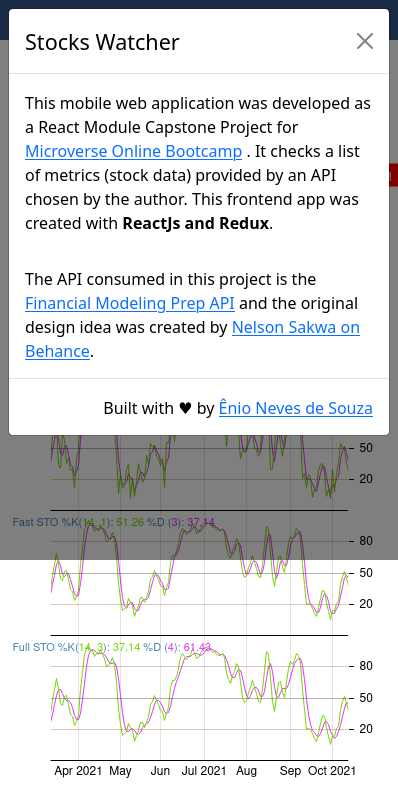 Stocks Watcher
This mobile web application was developed as
a React Module Capstone Project for
Microverse Online Bootcamp . It checks a list
of metrics (stock data) provided by an API
chosen by the author. This frontend app was
created with ReactJs and Redux.
The API consumed in this project is the
Financial Modeling Prep API and the original
design idea was created by Nelson Sakwa on
Behance.
Built with ♥ by Ênio Neves de Souza
50
20
Fast STO %K(14, 1): 51.26 %D (3): 37.14
80
50
20
Full STO %K(14, 3): 37.14 %D (4): 61.43
80
50
20
Apr 2021 May Jun Jul 2021 Aug Sep Oct 2021